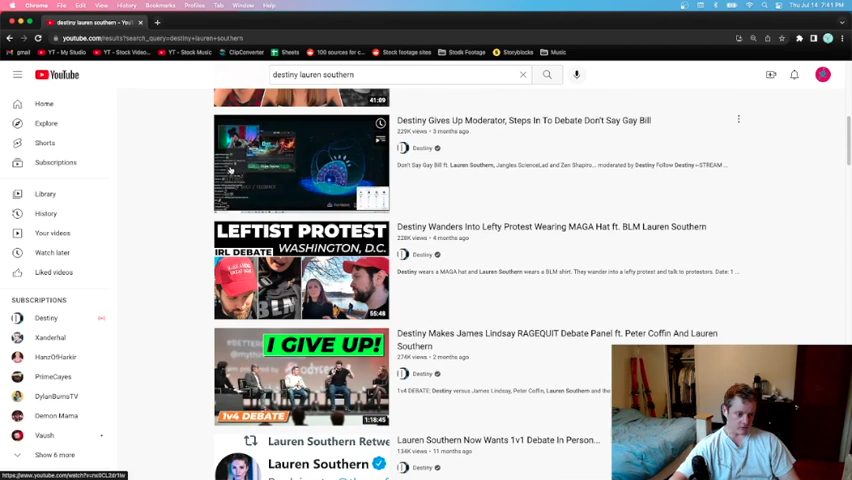 Chrome File Edit View History Bookmarks Profiles Tab Window Help Thu Jul 14 7:41 PM
destiny lauren southern - YouT
youtube.com/results?search_query=destiny+lauren+southern
gmail YT - My Studio YT - Stock Video... YT - Stock Music ClipConverter Sheets 100 sources for c... Stock footage sites Stodk Footage Storyblocks Music
YouTube
destiny lauren southern
Home
Explore
Shorts
Subscriptions
Library
History
Your videos
Watch later
Liked videos
SUBSCRIPTIONS
Destiny
Xanderhal
HanzOfHarkir
PrimeCayes
DylanBurnsTV
Demon Mama
Vaush
Show 6 more
41:09
Destiny Gives Up Moderator, Steps In To Debate Don't Say Gay Bill
229K views • 3 months ago
Destiny
Don't Say Gay Bill ft. Lauren Southern, Jangles ScienceLad and Zen Shapiro... moderated by Destiny Follow Destiny ►STREAM ...
LEFTIST PROTEST
IRL DEBATE WASHINGTON, D.C.
BLM
55:48
Destiny Wanders Into Lefty Protest Wearing MAGA Hat ft. BLM Lauren Southern
228K views • 4 months ago
Destiny
Destiny wears a MAGA hat and Lauren Southern wears a BLM shirt. They wander into a lefty protest and talk to protestors. Date: 1 ...
I GIVE UP!
1v4 DEBATE
1:18:45
Destiny Makes James Lindsay RAGEQUIT Debate Panel ft. Peter Coffin And Lauren
Southern
274K views • 2 months ago
Destiny
1v4 DEBATE: Destiny versus James Lindsay, Peter Coffin, Lauren Southern and the
Lauren Southern Retwe
Lauren Southern
Lauren Southern Now Wants 1v1 Debate In Person...
134K views • 11 months ago
Destiny